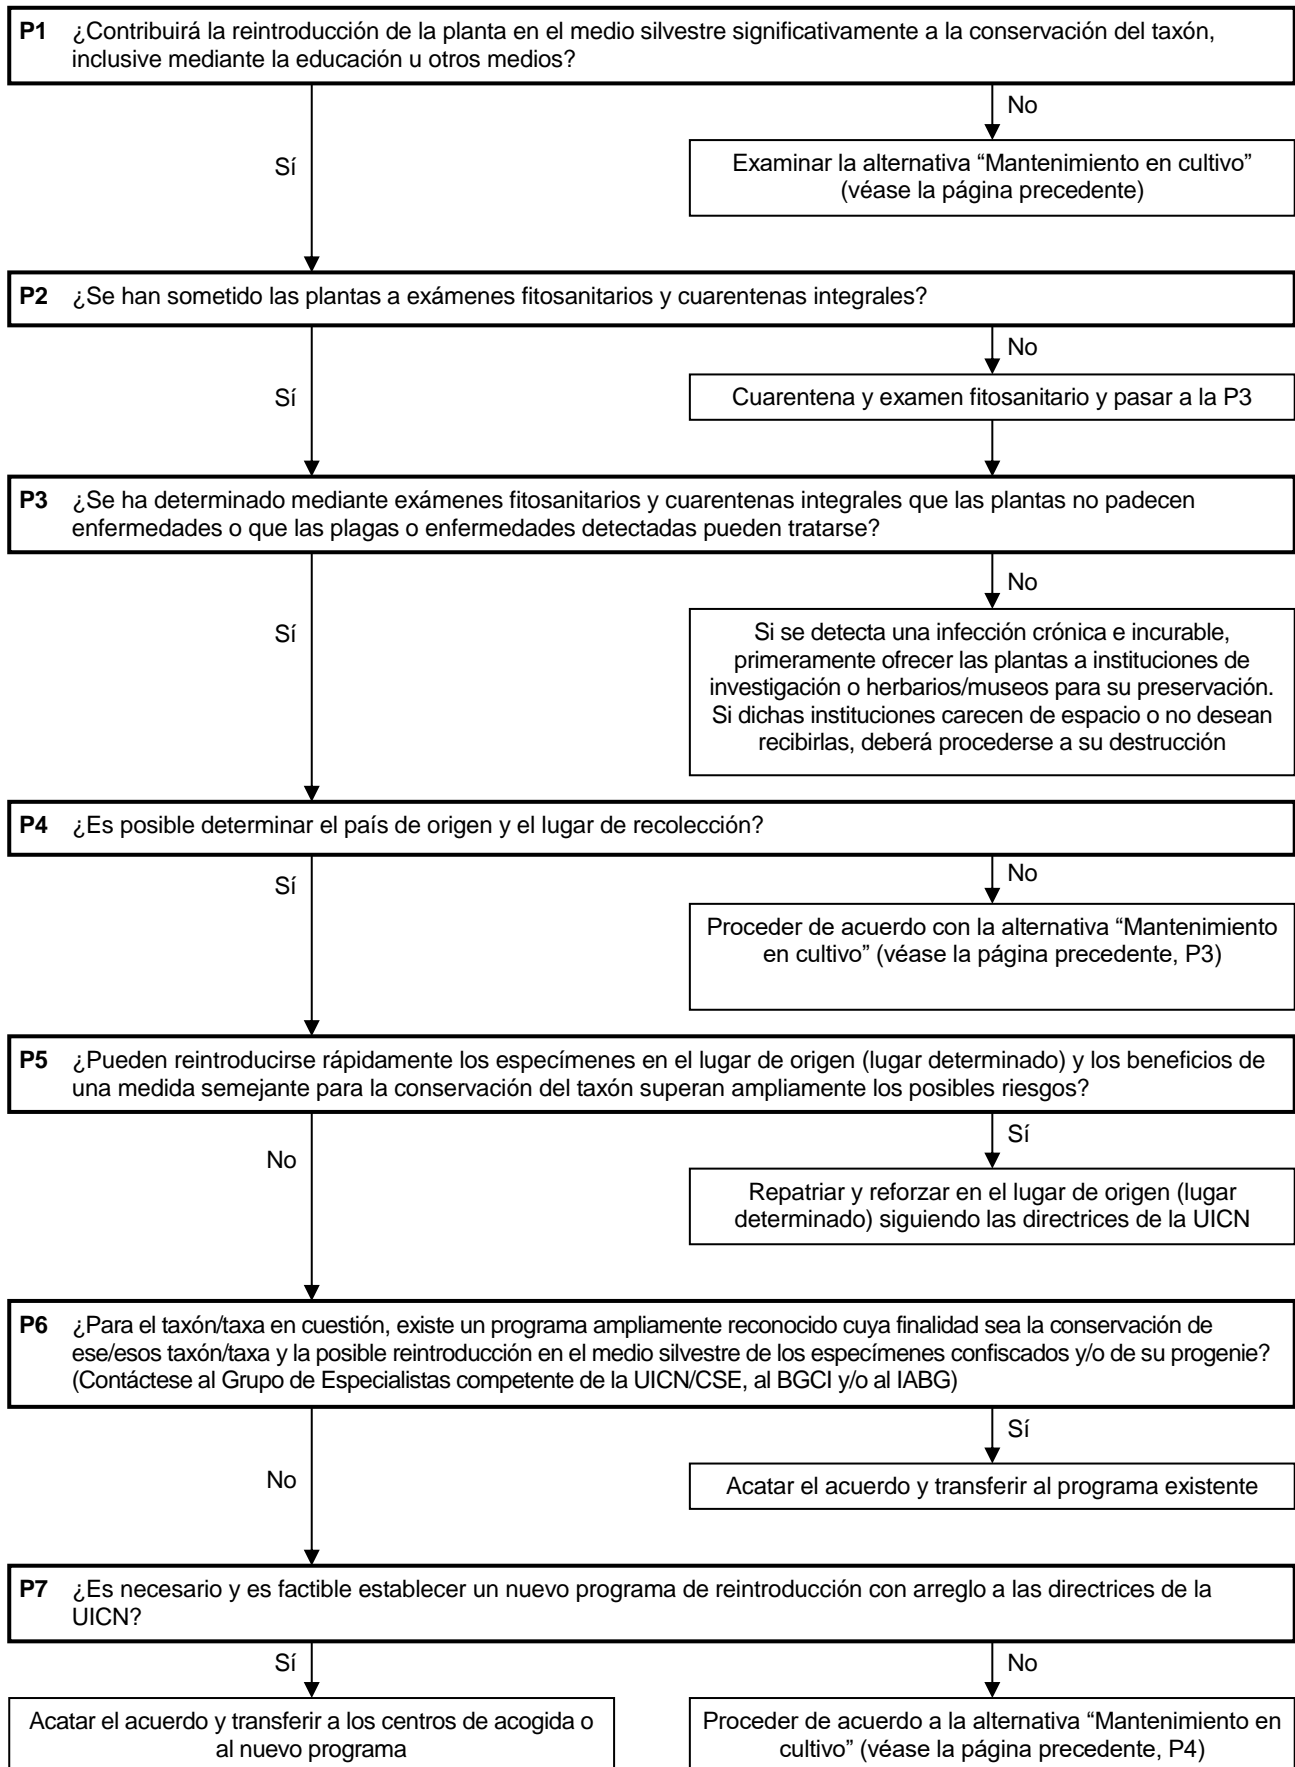 P1 ¿Contribuirá la reintroducción de la planta en el medio silvestre significativamente a la conservación del taxón,
inclusive mediante la educación u otros medios?
No
Sí
Examinar la alternativa “Mantenimiento en cultivo”
(véase la página precedente)
P2 ¿Se han sometido las plantas a exámenes fitosanitarios y cuarentenas integrales?
No
Sí
Cuarentena y examen fitosanitario y pasar a la P3
P3 ¿Se ha determinado mediante exámenes fitosanitarios y cuarentenas integrales que las plantas no padecen
enfermedades o que las plagas o enfermedades detectadas pueden tratarse?
No
Sí
Si se detecta una infección crónica e incurable,
primeramente ofrecer las plantas a instituciones de
investigación o herbarios/museos para su preservación.
Si dichas instituciones carecen de espacio o no desean
recibirlas, deberá procederse a su destrucción
P4 ¿Es posible determinar el país de origen y el lugar de recolección?
No
Sí
Proceder de acuerdo con la alternativa “Mantenimiento
en cultivo” (véase la página precedente, P3)
P5 ¿Pueden reintroducirse rápidamente los especímenes en el lugar de origen (lugar determinado) y los beneficios de
una medida semejante para la conservación del taxón superan ampliamente los posibles riesgos?
Sí
No
Repatriar y reforzar en el lugar de origen (lugar
determinado) siguiendo las directrices de la UICN
P6 ¿Para el taxón/taxa en cuestión, existe un programa ampliamente reconocido cuya finalidad sea la conservación de
ese/esos taxón/taxa y la posible reintroducción en el medio silvestre de los especímenes confiscados y/o de su progenie?
(Contáctese al Grupo de Especialistas competente de la UICN/CSE, al BGCI y/o al IABG)
Sí
No
Acatar el acuerdo y transferir al programa existente
P7 ¿Es necesario y es factible establecer un nuevo programa de reintroducción con arreglo a las directrices de la
UICN?
Sí
No
Acatar el acuerdo y transferir a los centros de acogida o
al nuevo programa
Proceder de acuerdo a la alternativa “Mantenimiento en
cultivo” (véase la página precedente, P4)